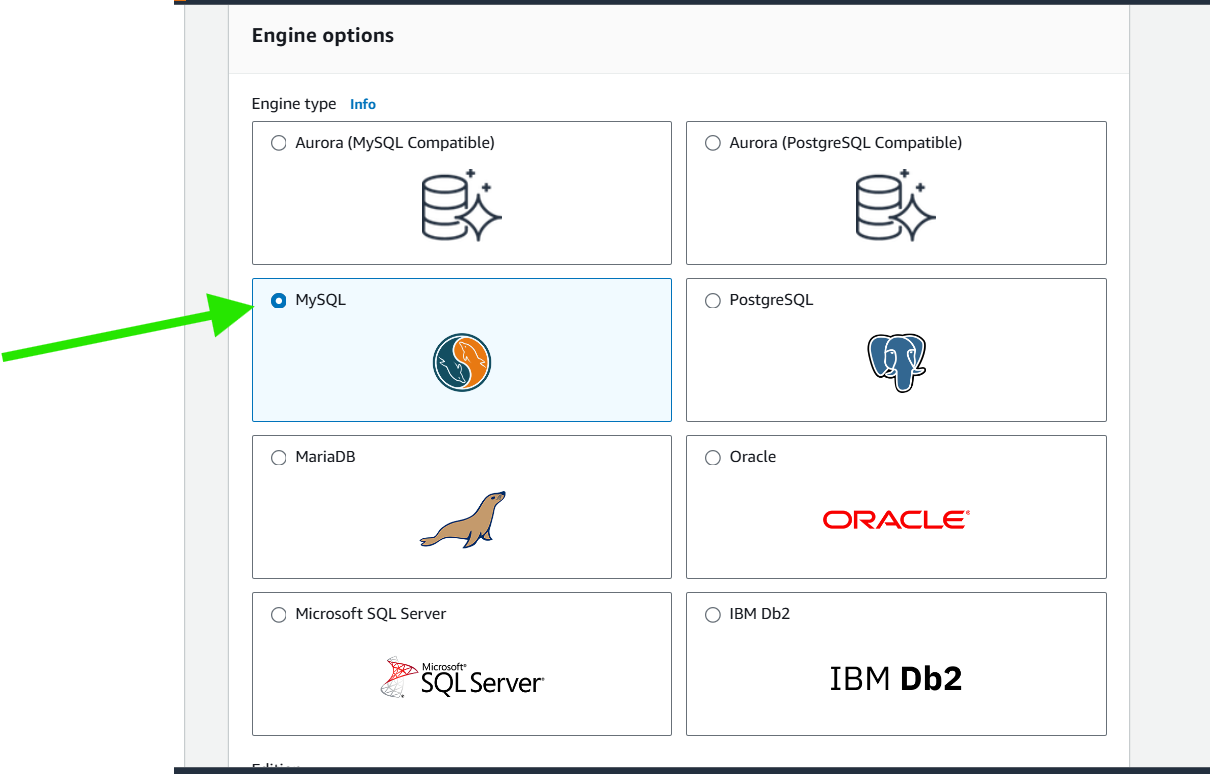 Engine options
Engine type Info
Aurora (MySQL Compatible)
Aurora (PostgreSQL Compatible)
MySQL
PostgreSQL
MariaDB
Oracle
ORACLE®
Microsoft SQL Server
IBM Db2
Microsoft®
SQL Server®
IBM Db2